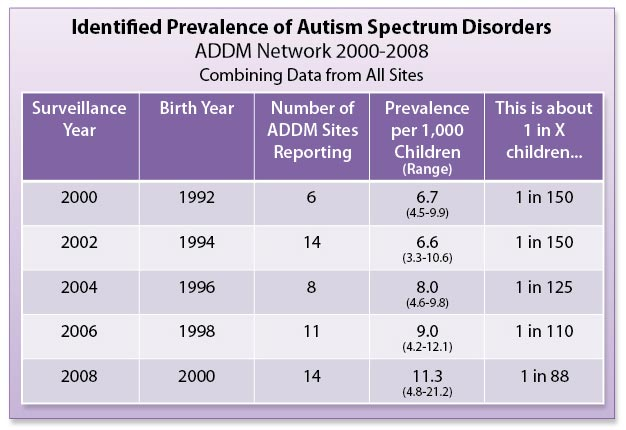 Identified Prevalence of Autism Spectrum Disorders
ADDM Network 2000-2008
Combining Data from All Sites
Surveillance Year Birth Year Number of ADDM Sites Reporting Prevalence per 1,000 Children (Range) This is about 1 in X children...
2000 1992 6 6.7 (4.5-9.9) 1 in 150
2002 1994 14 6.6 (3.3-10.6) 1 in 150
2004 1996 8 8.0 (4.6-9.8) 1 in 125
2006 1998 11 9.0 (4.2-12.1) 1 in 110
2008 2000 14 11.3 (4.8-21.2) 1 in 88